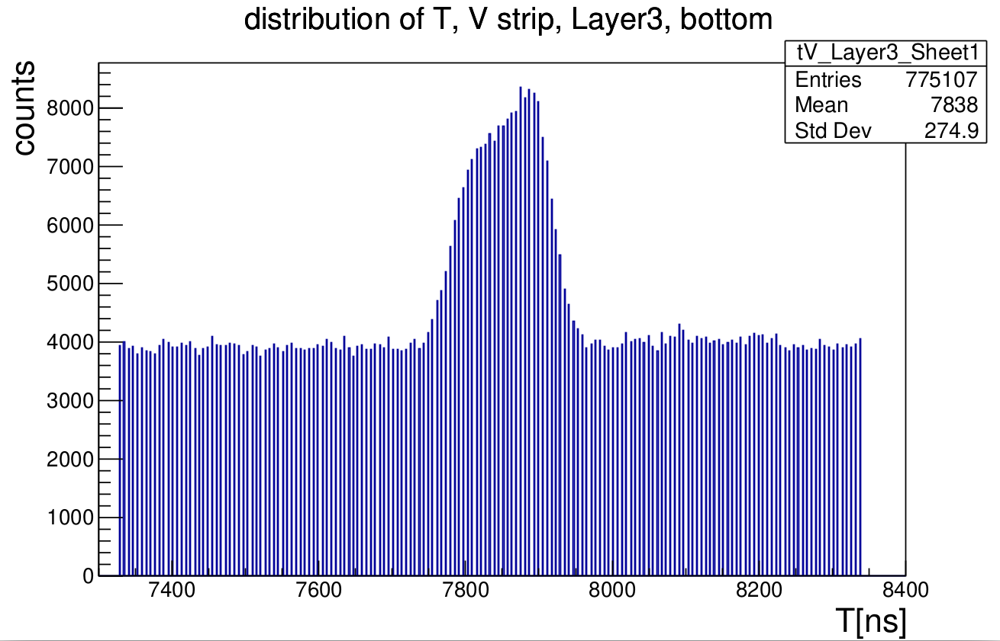 distribution of T, V strip, Layer3, bottom
tV_Layer3_Sheet1
Entries 775107
Mean 7838
Std Dev 274.9
counts
8000
7000
6000
5000
4000
3000
2000
1000
0
7400 7600 7800 8000 8200 8400
T[ns]